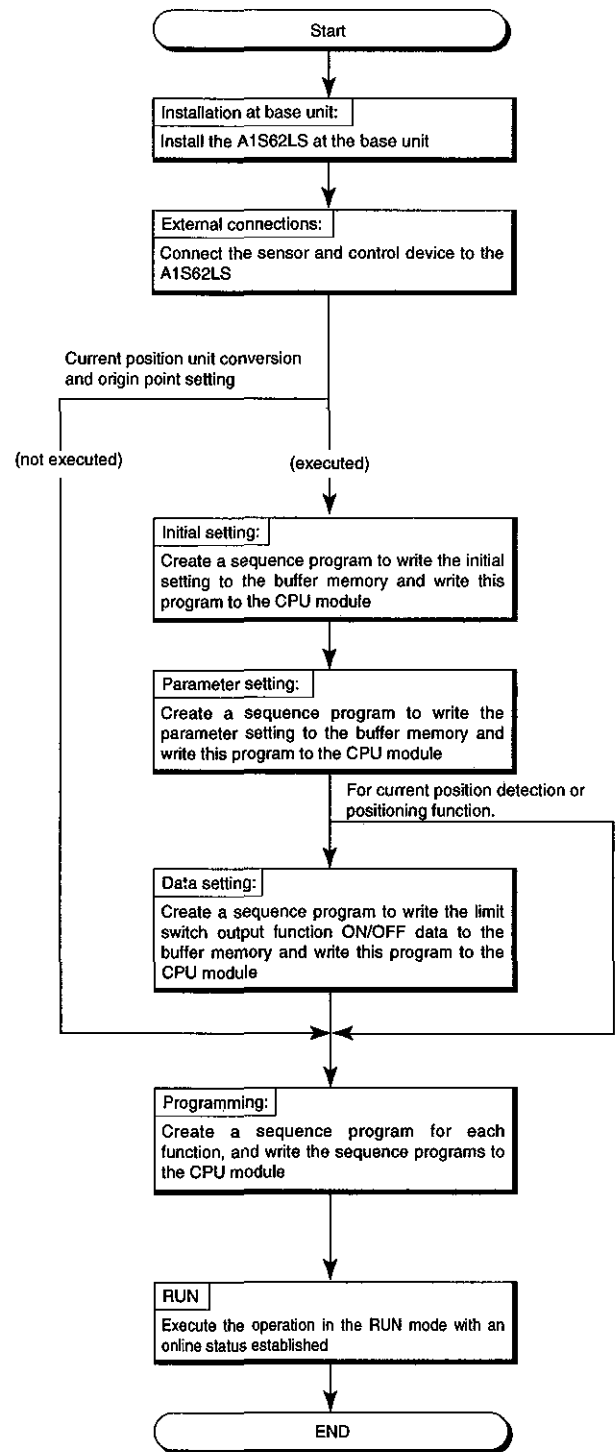 Start
Installation at base unit:
Install the A1S62LS at the base unit
External connections:
Connect the sensor and control device to the
A1S62LS
Current position unit conversion
and origin point setting
(not executed)
(executed)
Initial setting:
Create a sequence program to write the initial
setting to the buffer memory and write this
program to the CPU module
Parameter setting:
Create a sequence program to write the
parameter setting to the buffer memory and
write this program to the CPU module
For current position detection or
positioning function.
Data setting:
Create a sequence program to write the limit
switch output function ON/OFF data to the
buffer memory and write this program to the
CPU module
Programming:
Create a sequence program for each
function, and write the sequence programs to
the CPU module
RUN
Execute the operation in the RUN mode with an
online status established
END